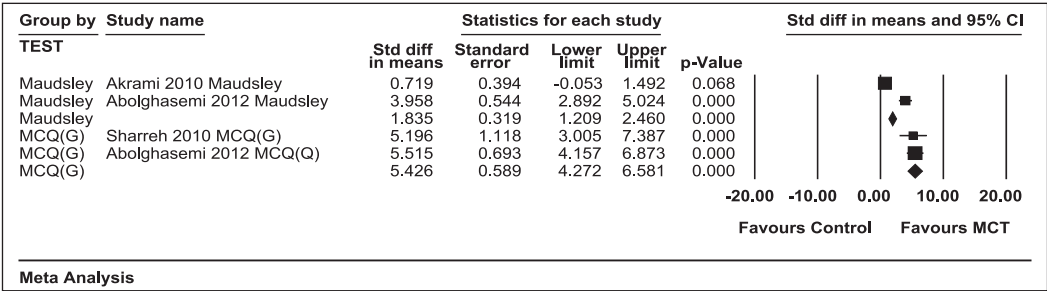 Group by Study name Statistics for each study Std diff in means and 95% CI
TEST
Std diff Standard Lower Upper
in means error limit limit p-Value
Maudsley Akrami 2010 Maudsley 0.719 0.394 -0.053 1.492 0.068
Maudsley Abolghasemi 2012 Maudsley 3.958 0.544 2.892 5.024 0.000
Maudsley 1.835 0.319 1.209 2.460 0.000
MCQ(G) Sharreh 2010 MCQ(G) 5.196 1.118 3.005 7.387 0.000
MCQ(G) Abolghasemi 2012 MCQ(Q) 5.515 0.693 4.157 6.873 0.000
MCQ(G) 5.426 0.589 4.272 6.581 0.000
-20.00 -10.00 0.00 10.00 20.00
Favours Control Favours MCT
Meta Analysis